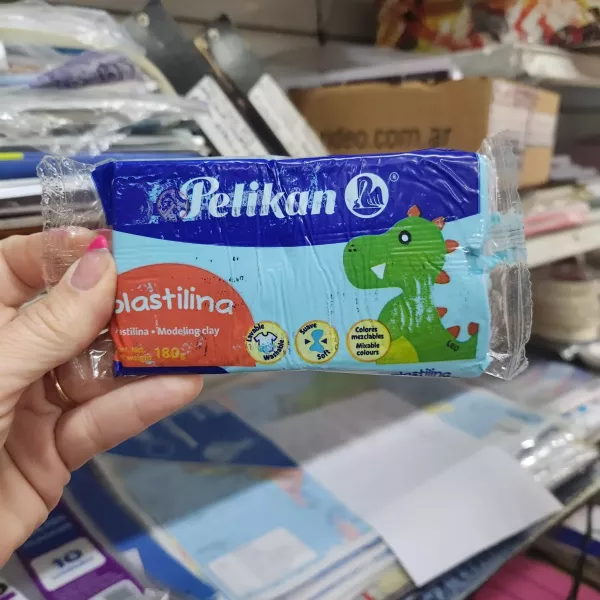 video com ar
Pelikan
plastilina
plastilina • Modeling clay
180g
Lavable
Washable
Suave
Soft
Colores
mezclables
Mixable
colours
Leo
plastilina
10